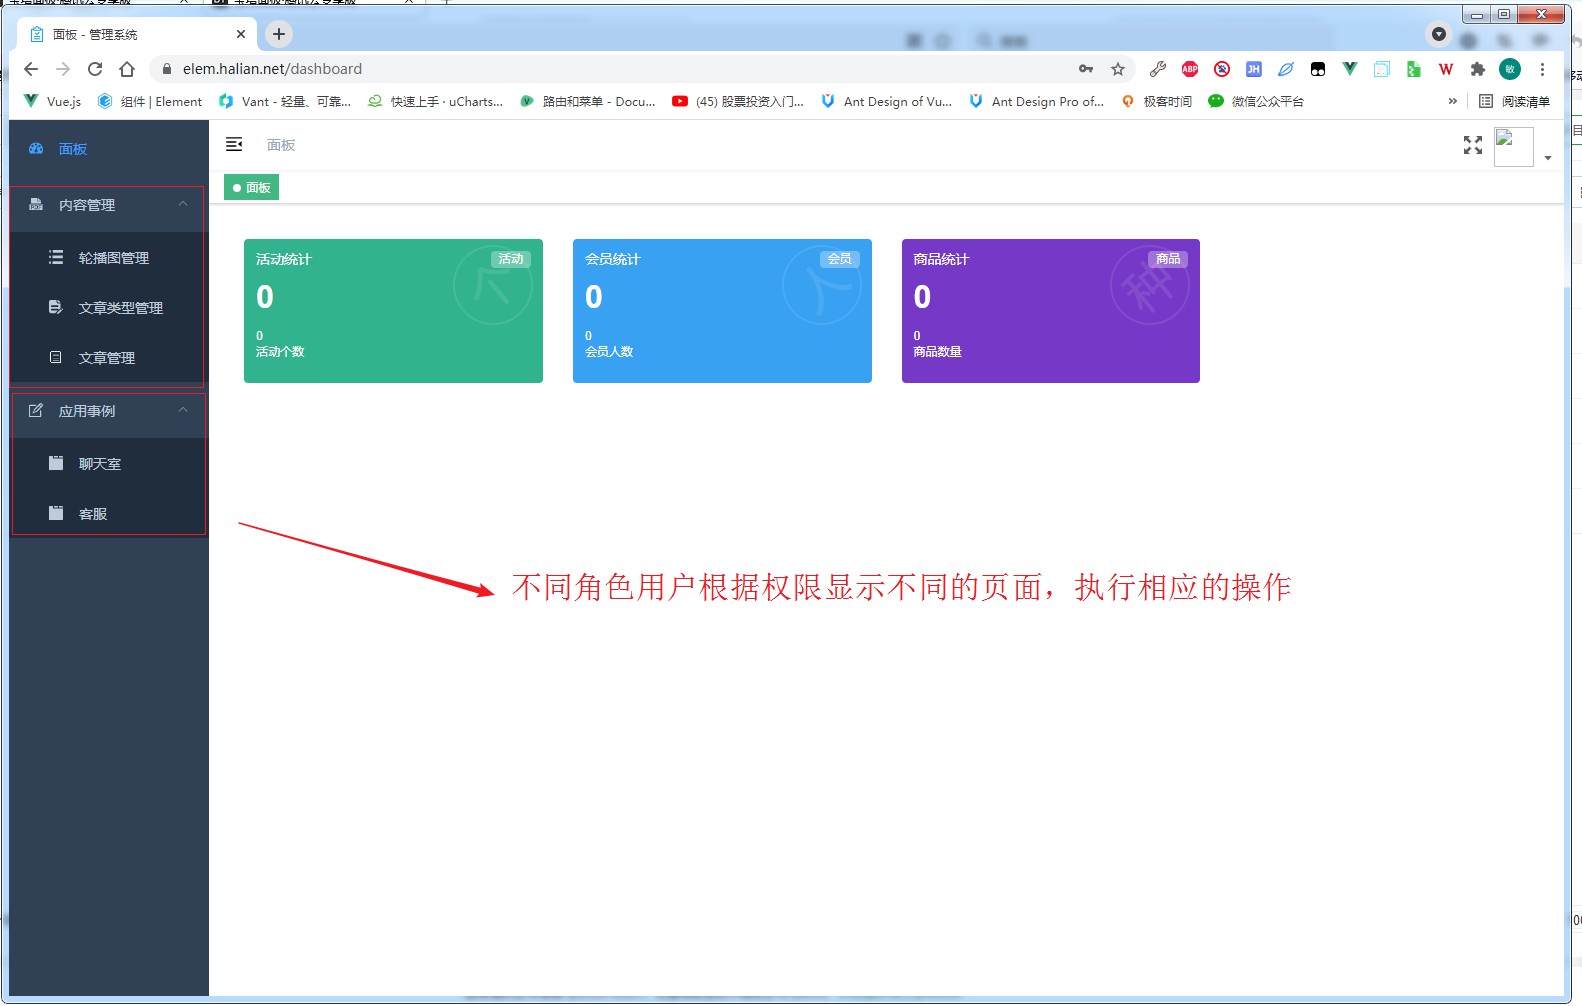 面板 - 管理系统
elem.halian.net/dashboard
ABP
JH
W
敏
Vue.js
组件 | Element
Vant - 轻量、可靠...
快速上手 · uCharts...
路由和菜单 - Docu...
(45) 股票投资入门...
Ant Design of Vu...
Ant Design Pro of...
极客时间
微信公众平台
»
阅读清单
面板
内容管理
轮播图管理
文章类型管理
文章管理
应用事例
聊天室
客服
面板
面板
活动统计
活动
0
0
活动个数
会员统计
会员
0
0
会员人数
商品统计
商品
种
0
0
商品数量
不同角色用户根据权限显示不同的页面，执行相应的操作